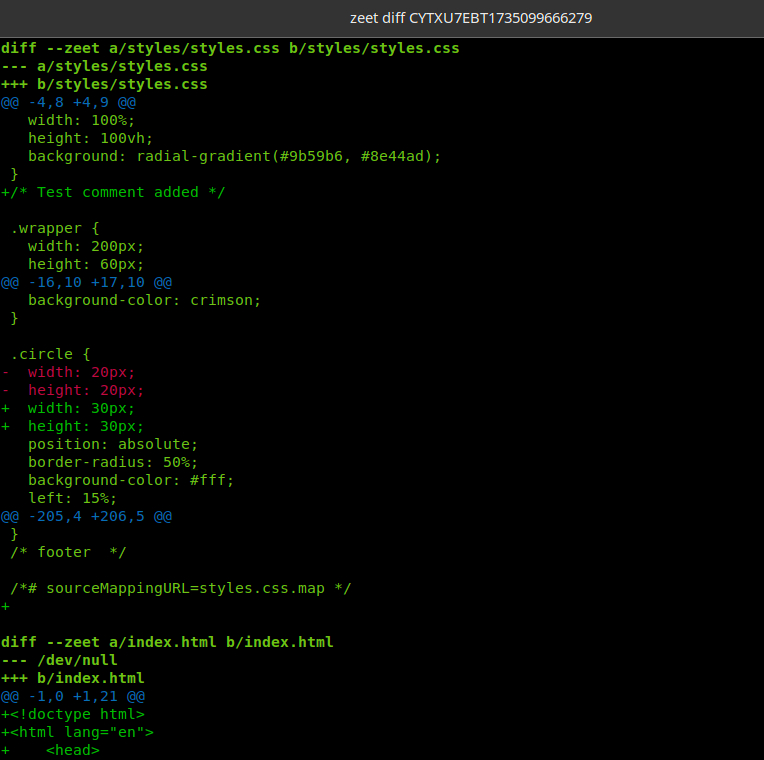 zeet diff CYTXU7EBT1735099666279
diff --zeet a/styles/styles.css b/styles/styles.css
--- a/styles/styles.css
+++ b/styles/styles.css
@@ -4,8 +4,9 @@
   width: 100%;
   height: 100vh;
   background: radial-gradient(#9b59b6, #8e44ad);
 }
+/* Test comment added */

 .wrapper {
   width: 200px;
   height: 60px;
@@ -16,10 +17,10 @@
   background-color: crimson;
 }

 .circle {
-  width: 20px;
-  height: 20px;
+  width: 30px;
+  height: 30px;
   position: absolute;
   border-radius: 50%;
   background-color: #fff;
   left: 15%;
@@ -205,4 +206,5 @@
 }
 /* footer  */

 /*# sourceMappingURL=styles.css.map */
+

diff --zeet a/index.html b/index.html
--- /dev/null
+++ b/index.html
@@ -1,0 +1,21 @@
+<!doctype html>
+<html lang="en">
+    <head>